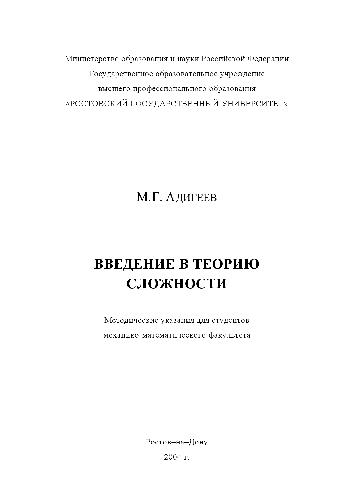 Министерство образования и науки Российской Федерации
Государственное образовательное учреждение
высшего профессионального образования
«РОСТОВСКИЙ ГОСУДАРСТВЕННЫЙ
М.Г. АДИГЕЕВ
ВВЕДЕНИЕ В ТЕОРИЮ
СЛОЖНОСТИ
Методические указания для студентов
механико-математического факультета
Ростов–на–Дону
г.